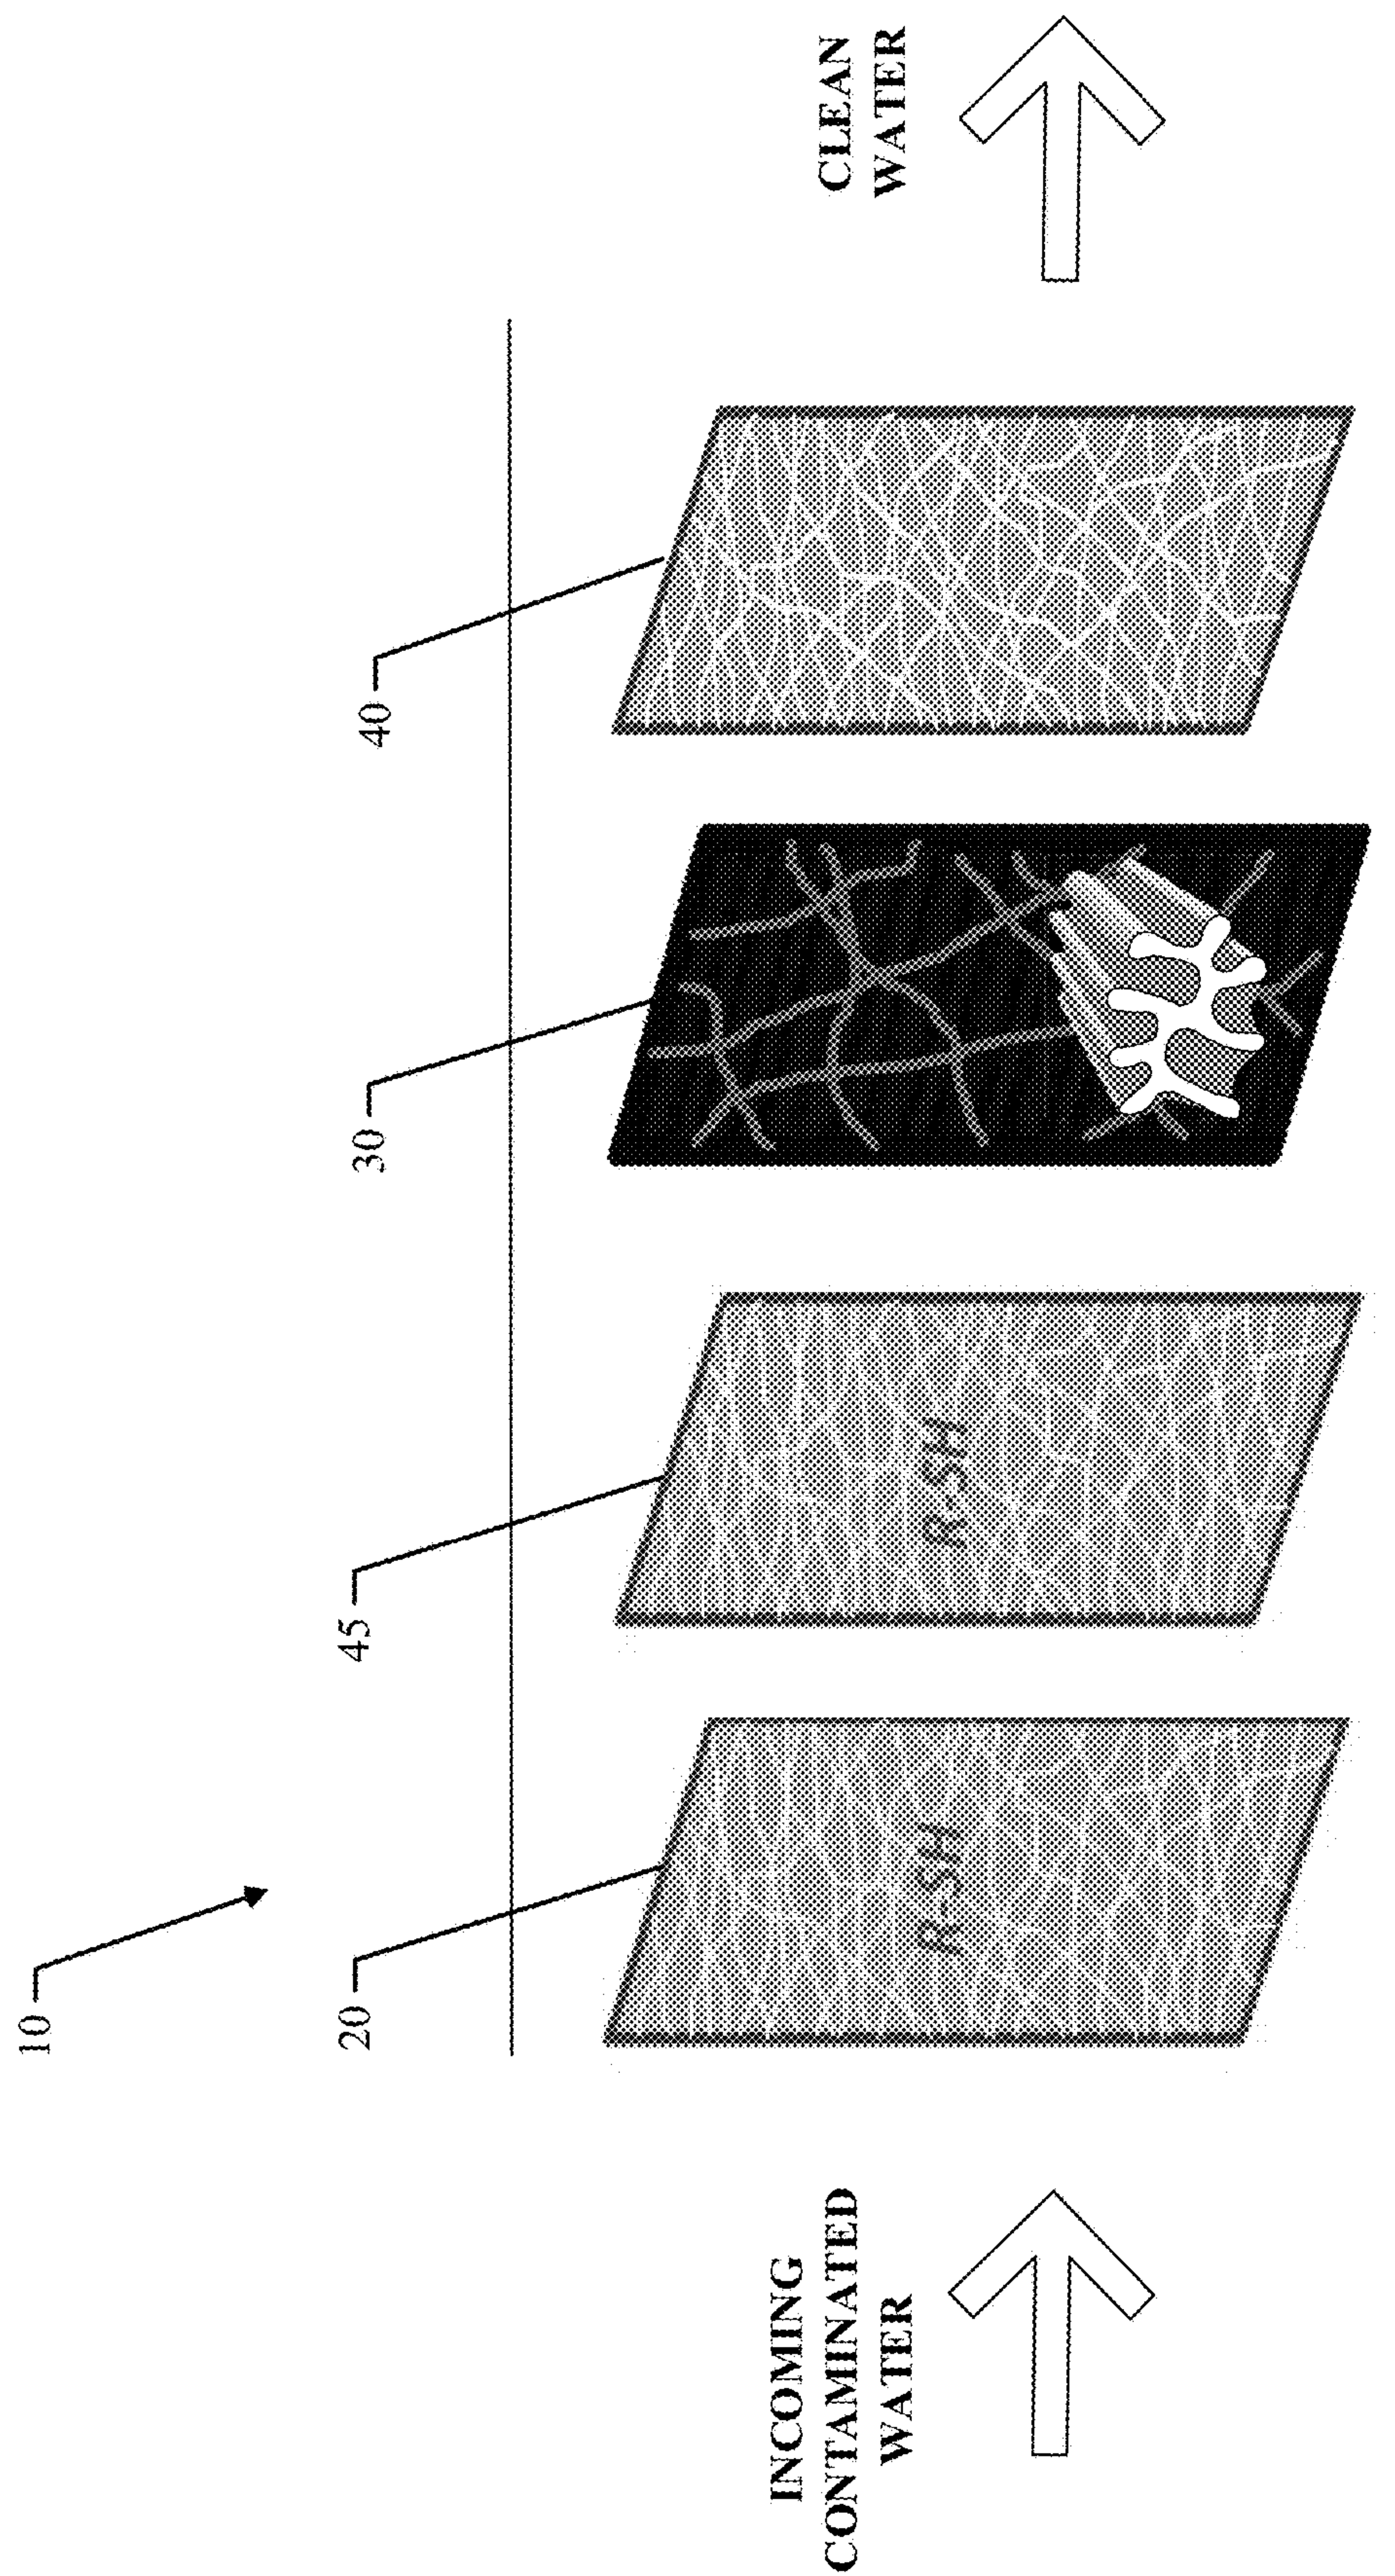 10
20
45
30
40
INCOMING
CONTAMINATED
WATER
R-SH
R-SH
CLEAN
WATER